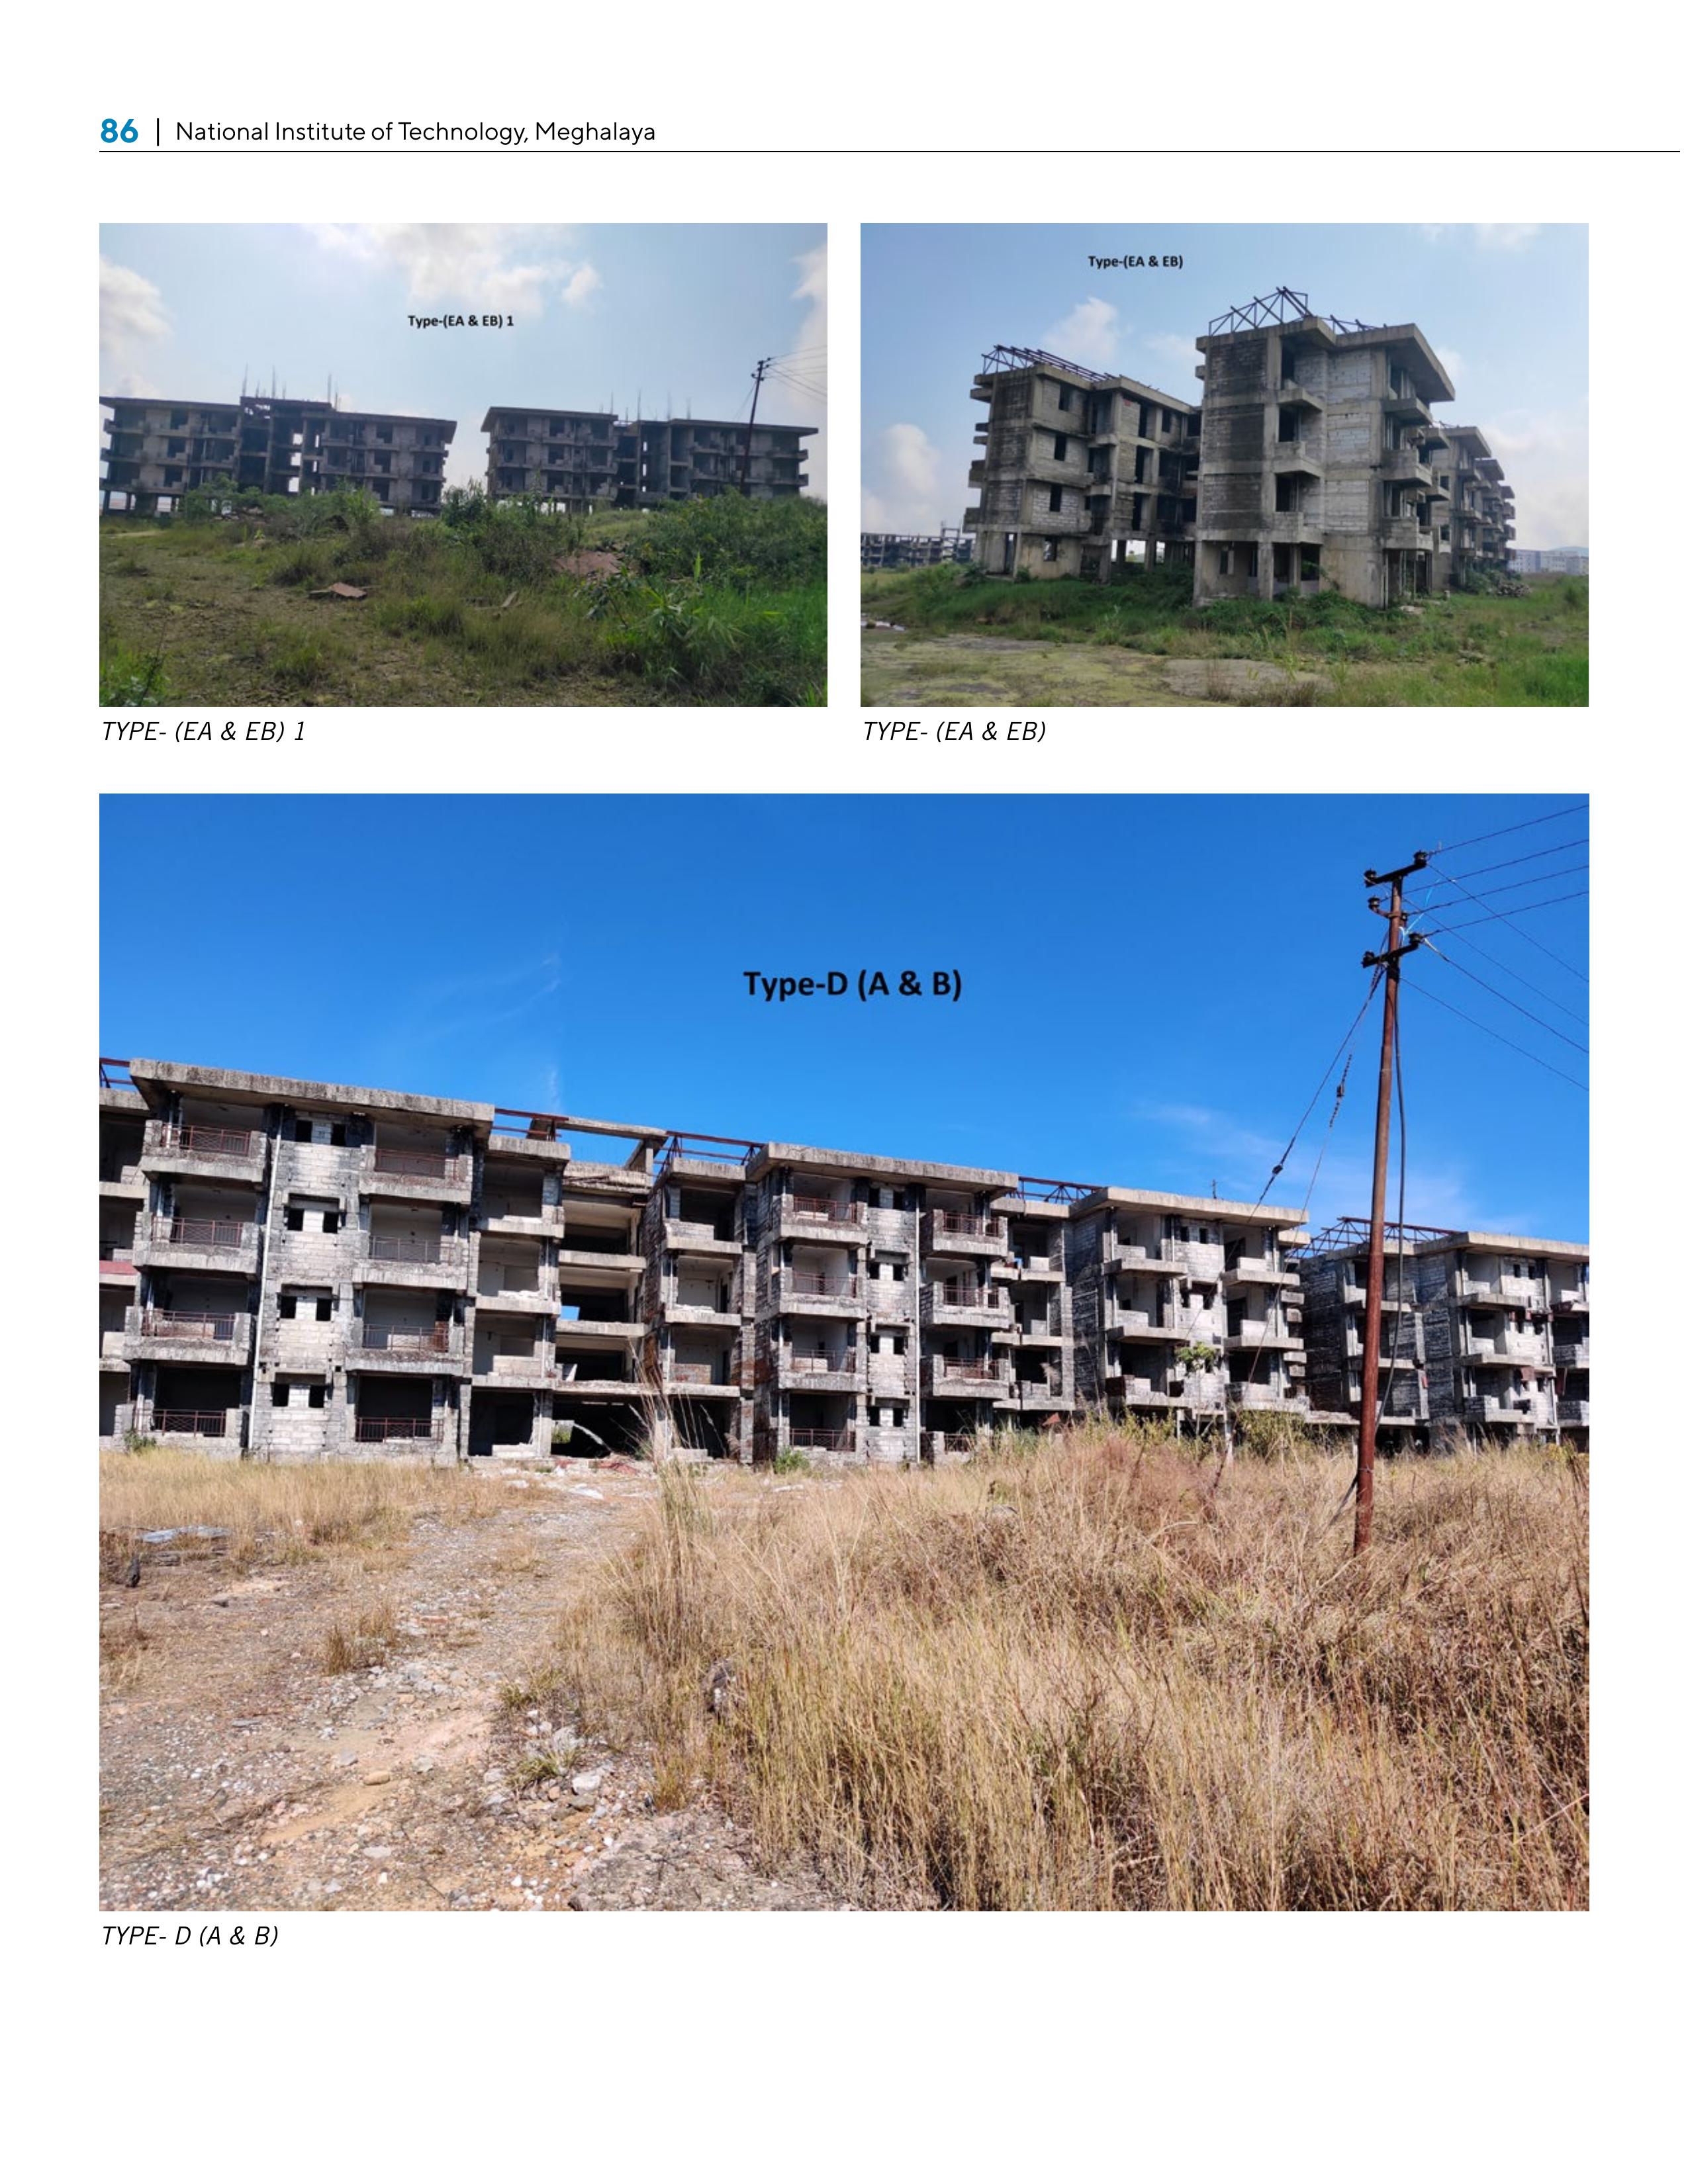 86 | National Institute of Technology, Meghalaya
Type-(EA & EB) 1
Type-(EA & EB)
TYPE- (EA & EB) 1
TYPE- (EA & EB)
Type-D (A & B)
TYPE- D (A & B)